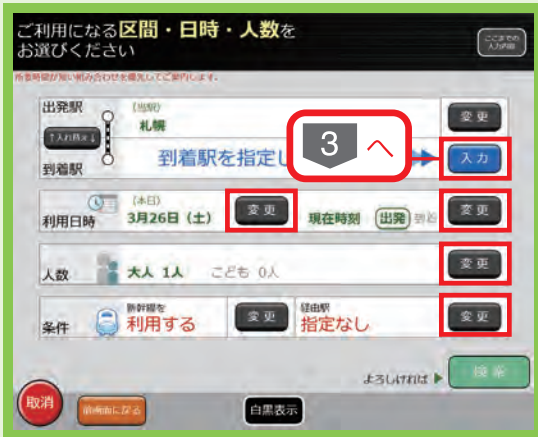 ご利用になる区間・日時・人数を
お選びください
ここまでの
入力内容
所要時間が短い組み合わせを優先してご案内します。
出発駅
(当駅)
札幌
変更
↑入れ替え↓
到着駅
到着駅を指定し
3 へ
入力
利用日時
(本日)
3月26日(土)
変更
現在時刻
出発
到着
変更
人数
大人 1人
こども 0人
変更
条件
新幹線を
利用する
変更
経由駅
指定なし
変更
よろしければ▶
検索
取消
前画面に戻る
白黒表示